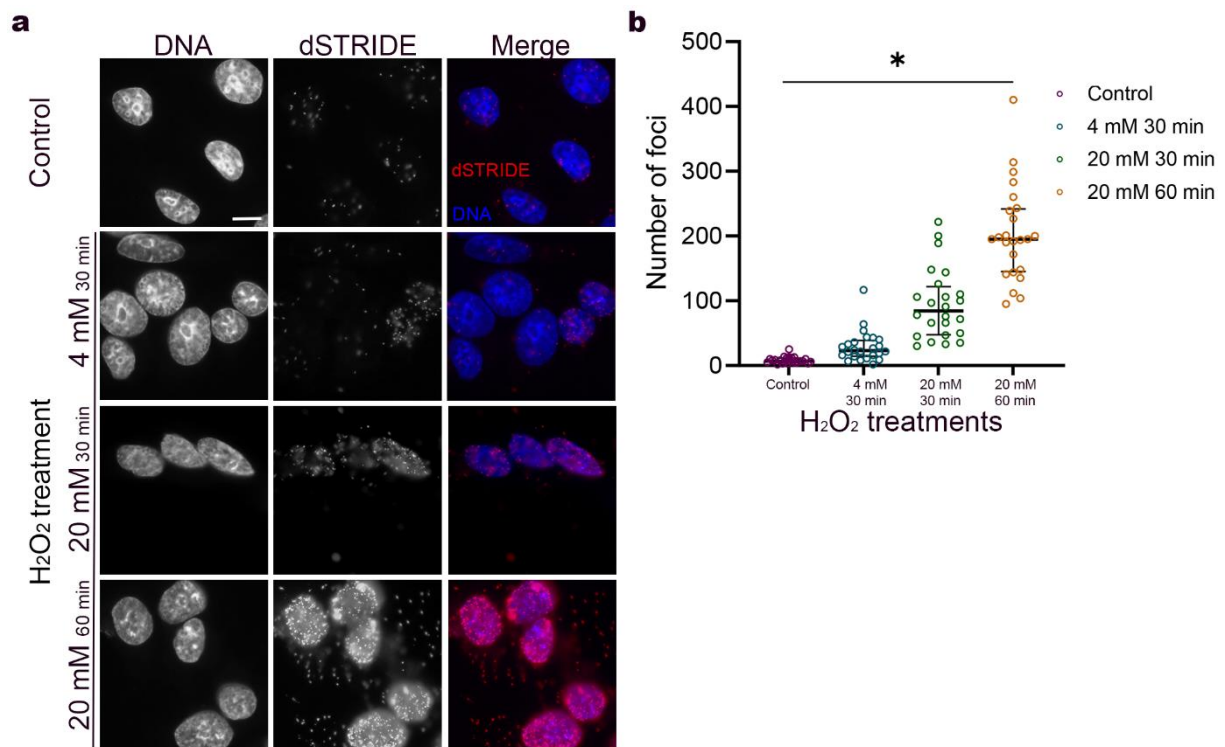 a
DNA dSTRIDE Merge
Control
dSTRIDE
DNA
H₂O₂ treatment
4 mM 30 min
20 mM 30 min
20 mM 60 min
b
500
400
300
200
100
0
Number of foci
*
Control
4 mM 30 min
20 mM 30 min
20 mM 60 min
Control
4 mM
30 min
20 mM
30 min
20 mM
60 min
H₂O₂ treatments